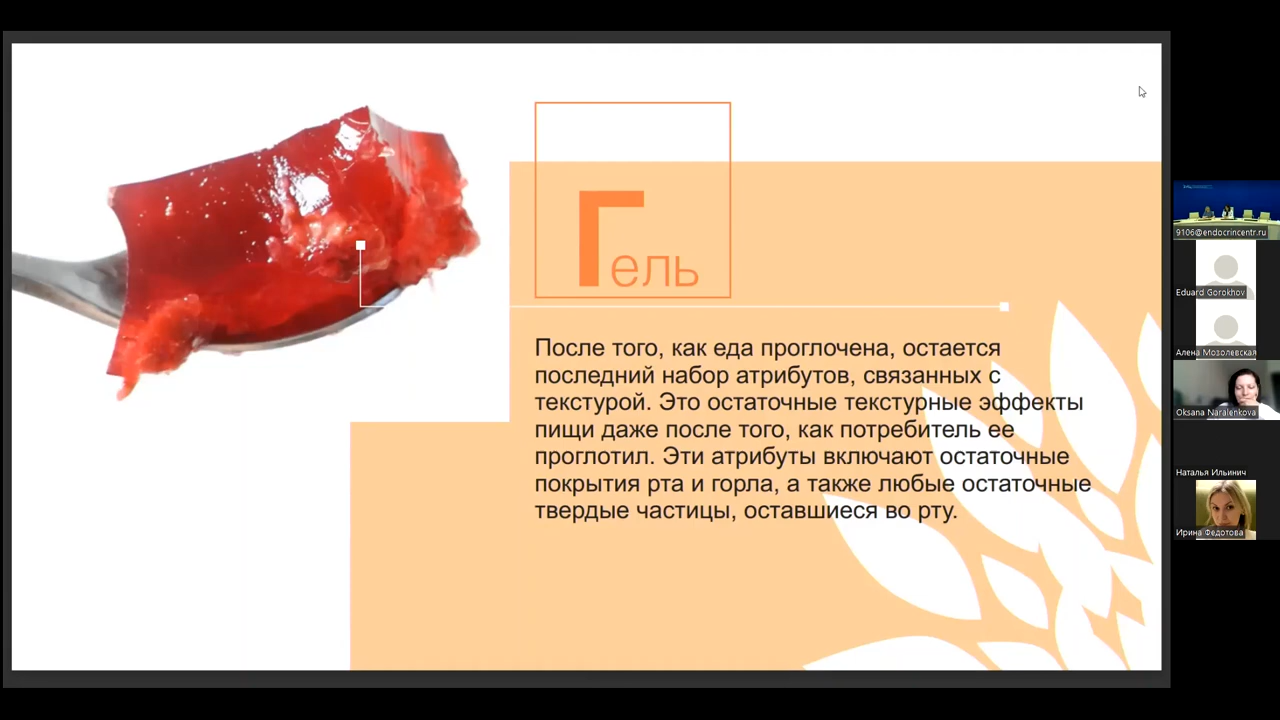 Гель
После того, как еда проглочена, остается
последний набор атрибутов, связанных с
текстурой. Это остаточные текстурные эффекты
пищи даже после того, как потребитель ее
проглотил. Эти атрибуты включают остаточные
покрытия рта и горла, а также любые остаточные
твердые частицы, оставшиеся во рту.
9106@endocrincentr.ru
Eduard Gorokhov
Алена Мозолевская
Oksana Naralenkova
Наталья Ильинич
Ирина Федотова